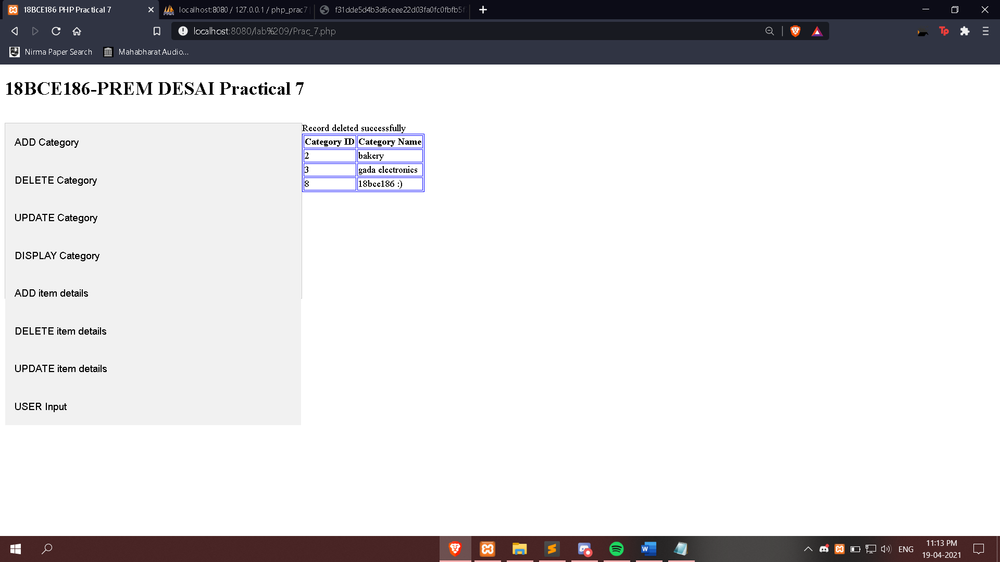 18BCE186 PHP Practical 7
localhost:8080 / 127.0.0.1 / php_prac7
f31dde5d4b3d6ceee22d03fa0fc0fbfb5f
localhost:8080/lab%209/Prac_7.php
Tp
Nirma Paper Search
Mahabharat Audio...
18BCE186-PREM DESAI Practical 7
ADD Category
DELETE Category
UPDATE Category
DISPLAY Category
ADD item details
DELETE item details
UPDATE item details
USER Input
Record deleted successfully
Category ID Category Name
2 bakery
3 gada electronics
8 18bce186 :)
ENG
11:13 PM
19-04-2021